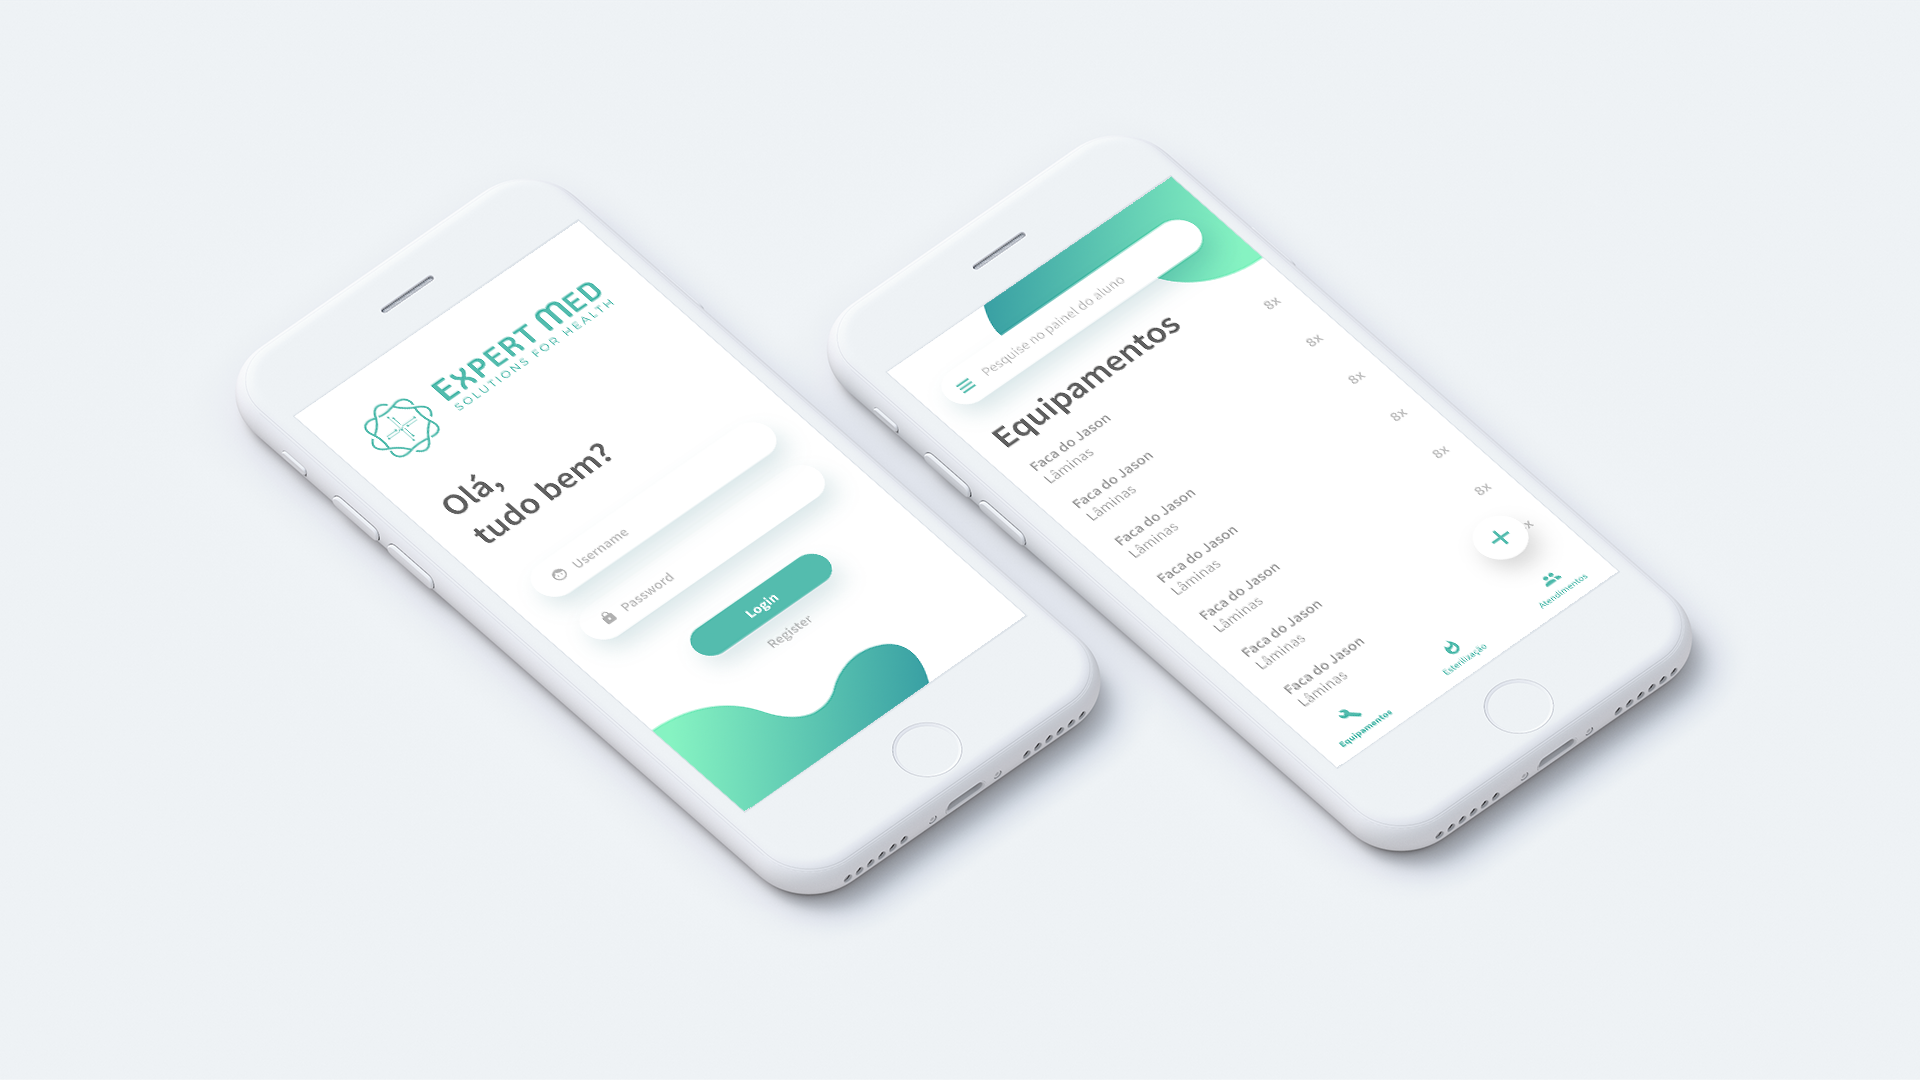 EXPERT MED
SOLUTIONS FOR HEALTH
Olá,
tudo bem?
Username
Password
Login
Register
Pesquise no painel do aluno
Equipamentos
Faca do Jason
Lâminas
8x
Faca do Jason
Lâminas
8x
Faca do Jason
Lâminas
8x
Faca do Jason
Lâminas
8x
Faca do Jason
Lâminas
8x
Faca do Jason
Lâminas
8x
Faca do Jason
Lâminas
x
Equipamentos
Esterilização
Atendimentos